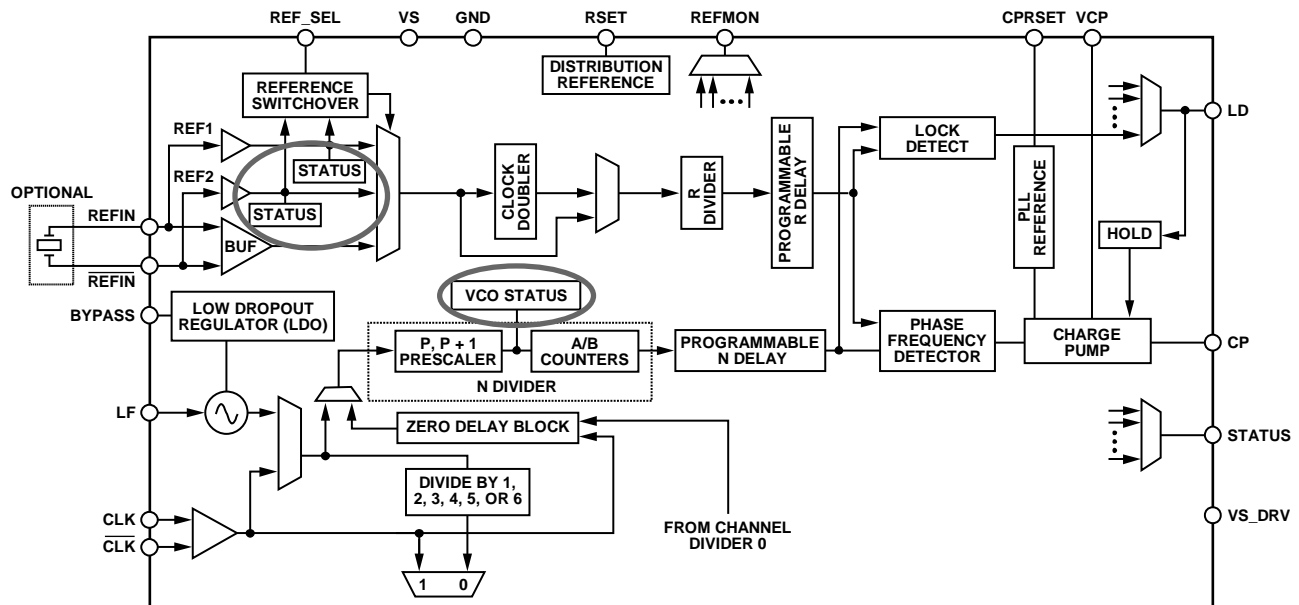 REF_SEL
VS
GND
RSET
REFMON
CPRSET
VCP
DISTRIBUTION
REFERENCE
REFERENCE
SWITCHOVER
REF1
REF2
STATUS
STATUS
BUF
OPTIONAL
REFIN
REFIN
CLOCK
DOUBLER
R
DIVIDER
PROGRAMMABLE
R DELAY
LOCK
DETECT
PLL
REFERENCE
LD
HOLD
BYPASS
LOW DROPOUT
REGULATOR (LDO)
VCO STATUS
P, P + 1
PRESCALER
A/B
COUNTERS
N DIVIDER
PROGRAMMABLE
N DELAY
PHASE
FREQUENCY
DETECTOR
CHARGE
PUMP
CP
LF
ZERO DELAY BLOCK
STATUS
DIVIDE BY 1,
2, 3, 4, 5, OR 6
CLK
CLK
FROM CHANNEL
DIVIDER 0
VS_DRV
1 0